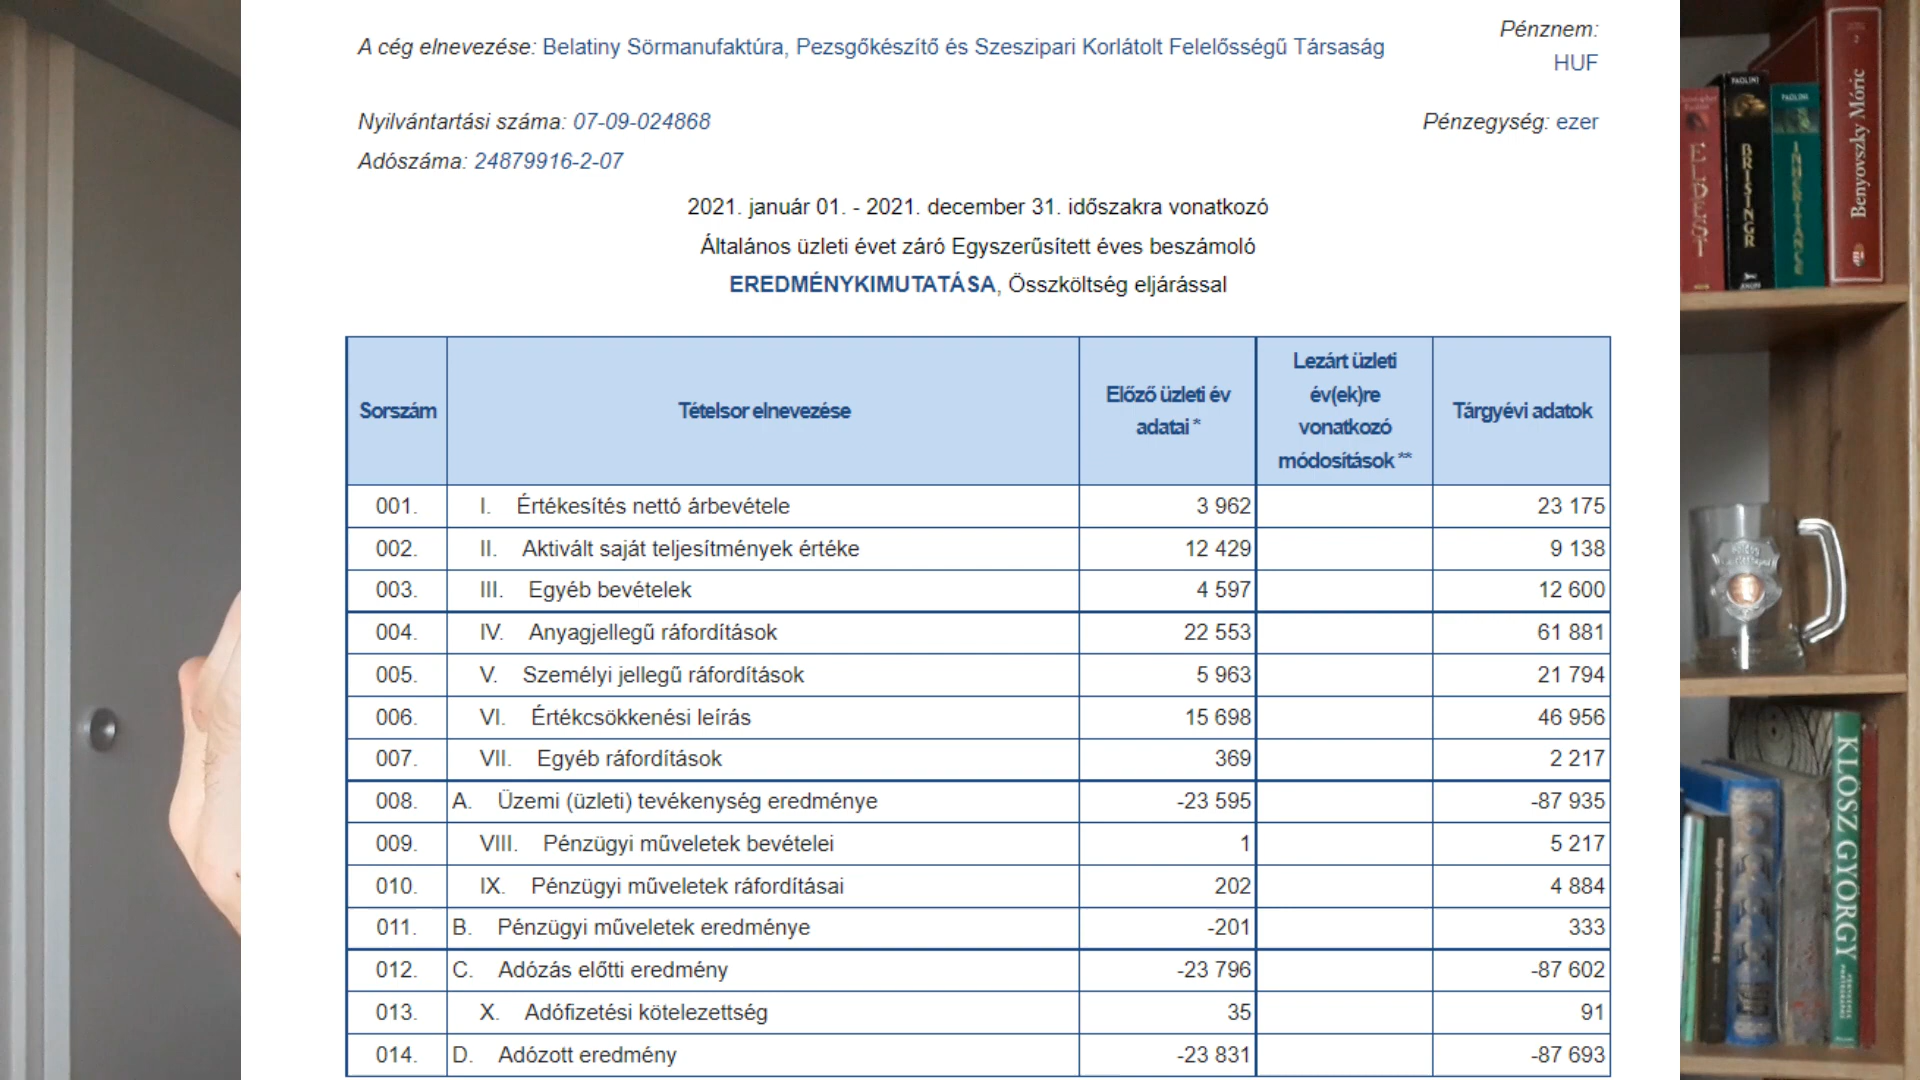 A cég elnevezése: Belatiny Sörmanufaktúra, Pezsgőkészítő és Szeszipari Korlátolt Felelősségű Társaság
Pénznem:
HUF
Nyilvántartási száma: 07-09-024868
Pénzegység: ezer
Adószáma: 24879916-2-07
2021. január 01. - 2021. december 31. időszakra vonatkozó
Általános üzleti évet záró Egyszerűsített éves beszámoló
EREDMÉNYKIMUTATÁSA, Összköltség eljárással
Sorszám
Tételsor elnevezése
Előző üzleti év
adatai *
Lezárt üzleti
év(ek)re
vonatkozó
módosítások **
Tárgyévi adatok
001. I. Értékesítés nettó árbevétele 3 962 23 175
002. II. Aktivált saját teljesítmények értéke 12 429 9 138
003. III. Egyéb bevételek 4 597 12 600
004. IV. Anyagjellegű ráfordítások 22 553 61 881
005. V. Személyi jellegű ráfordítások 5 963 21 794
006. VI. Értékcsökkenési leírás 15 698 46 956
007. VII. Egyéb ráfordítások 369 2 217
008. A. Üzemi (üzleti) tevékenység eredménye -23 595 -87 935
009. VIII. Pénzügyi műveletek bevételei 1 5 217
010. IX. Pénzügyi műveletek ráfordításai 202 4 884
011. B. Pénzügyi műveletek eredménye -201 333
012. C. Adózás előtti eredmény -23 796 -87 602
013. X. Adófizetési kötelezettség 35 91
014. D. Adózott eredmény -23 831 -87 693
ELDEST
PAOLINI
BRISINGR
PAOLINI
INHERITANCE
Benyovszky Móric
KLÖSZ GYÖRGY